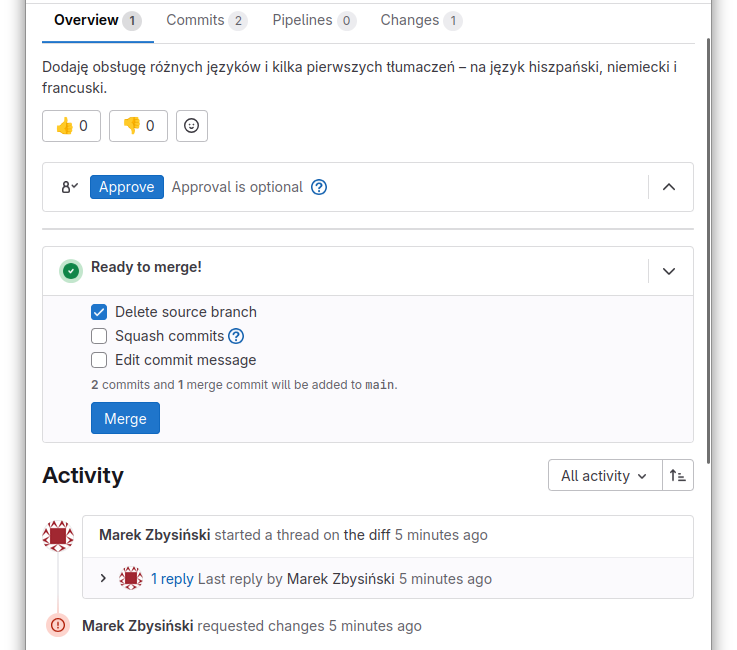 Overview 1 Commits 2 Pipelines 0 Changes 1
Dodaję obsługę różnych języków i kilka pierwszych tłumaczeń – na język hiszpański, niemiecki i
francuski.
👍 0 👎 0
Approve Approval is optional
Ready to merge!
Delete source branch
Squash commits
Edit commit message
2 commits and 1 merge commit will be added to main.
Merge
Activity
All activity
Marek Zbysiński started a thread on the diff 5 minutes ago
1 reply Last reply by Marek Zbysiński 5 minutes ago
Marek Zbysiński requested changes 5 minutes ago